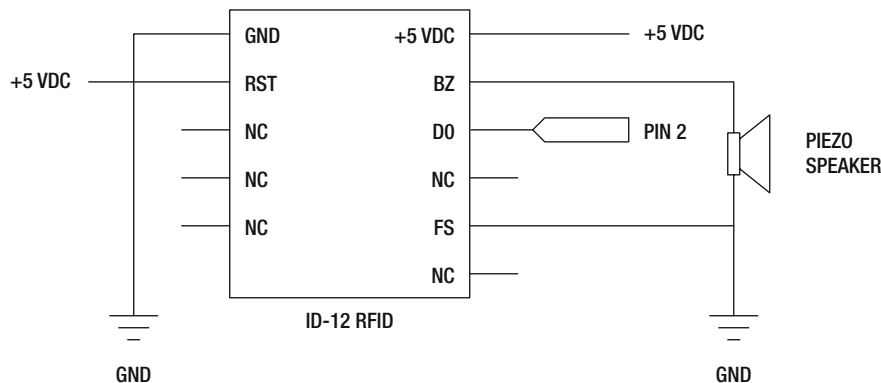 GND +5 VDC +5 VDC
+5 VDC RST BZ
NC D0 PIN 2
PIEZO
SPEAKER
NC NC
NC FS
NC
ID-12 RFID
GND GND